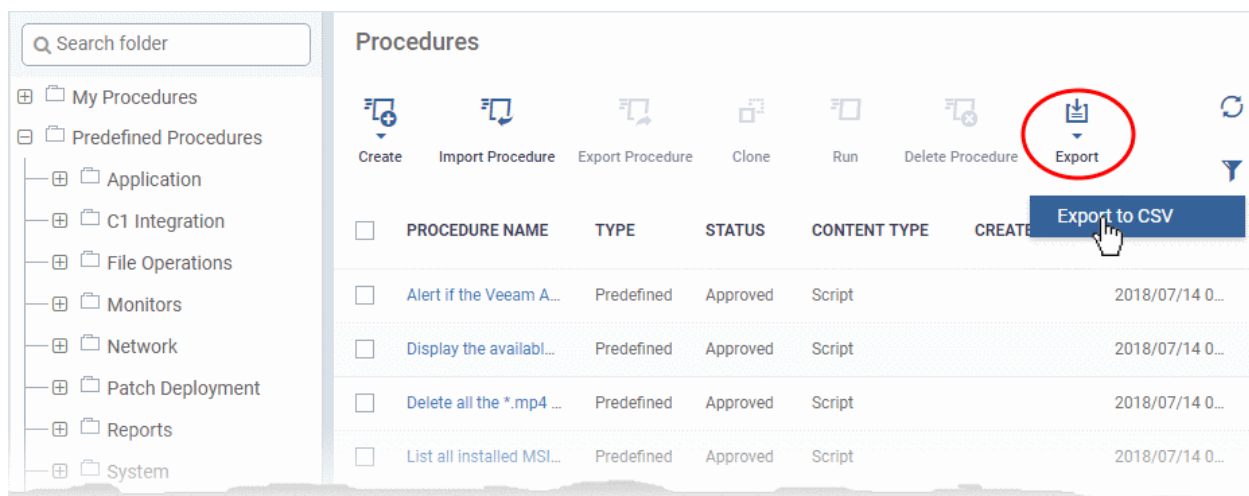 Search folder
My Procedures
Predefined Procedures
Application
C1 Integration
File Operations
Monitors
Network
Patch Deployment
Reports
System
Procedures
Create
Import Procedure
Export Procedure
Clone
Run
Delete Procedure
Export
Export to CSV
PROCEDURE NAME TYPE STATUS CONTENT TYPE CREATE
Alert if the Veeam A... Predefined Approved Script 2018/07/14 0...
Display the availabl... Predefined Approved Script 2018/07/14 0...
Delete all the *.mp4 ... Predefined Approved Script 2018/07/14 0...
List all installed MSI... Predefined Approved Script 2018/07/14 0...